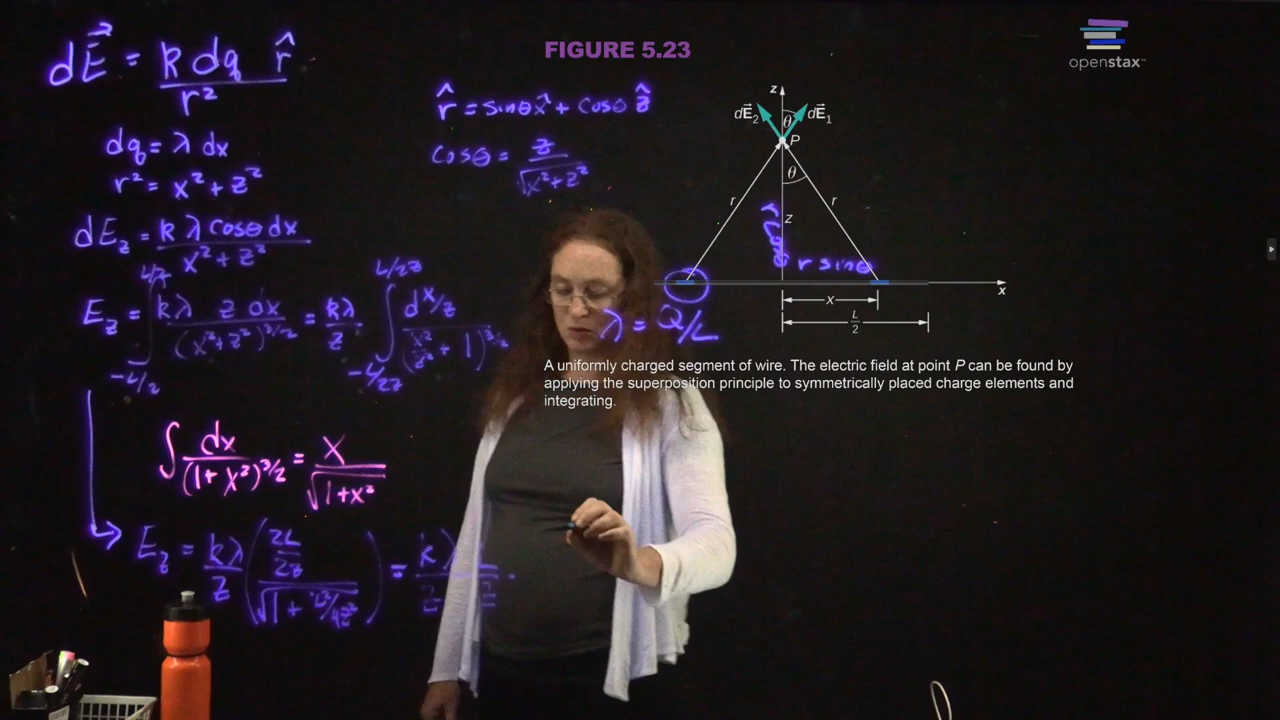 dE⃗ = k dq r̂ / r²
dq = λ dx
r² = x² + z²
dE_z = k λ cosθ dx / x² + z²
E_z = ∫_{-L/2}^{L/2} kλ z dx / (x² + z²)^{3/2} = kλ/z ∫_{-L/2z}^{L/2z} d x/z / (x²/z² + 1)^{3/2}
∫ dx / (1 + x²)^{3/2} = x / √(1 + x²)
E_z = kλ/z ( (2L/2z) / √(1 + L²/4z²) ) = kλ/z
r̂ = sinθ x̂ + cosθ ẑ
cosθ = z / √(x² + z²)
FIGURE 5.23
openstax™
z
dE⃗₂ θ dE⃗₁
P
θ
r r
z
r cosθ
r sinθ
x
x
L/2
λ = Q/L
A uniformly charged segment of wire. The electric field at point P can be found by
applying the superposition principle to symmetrically placed charge elements and
integrating.